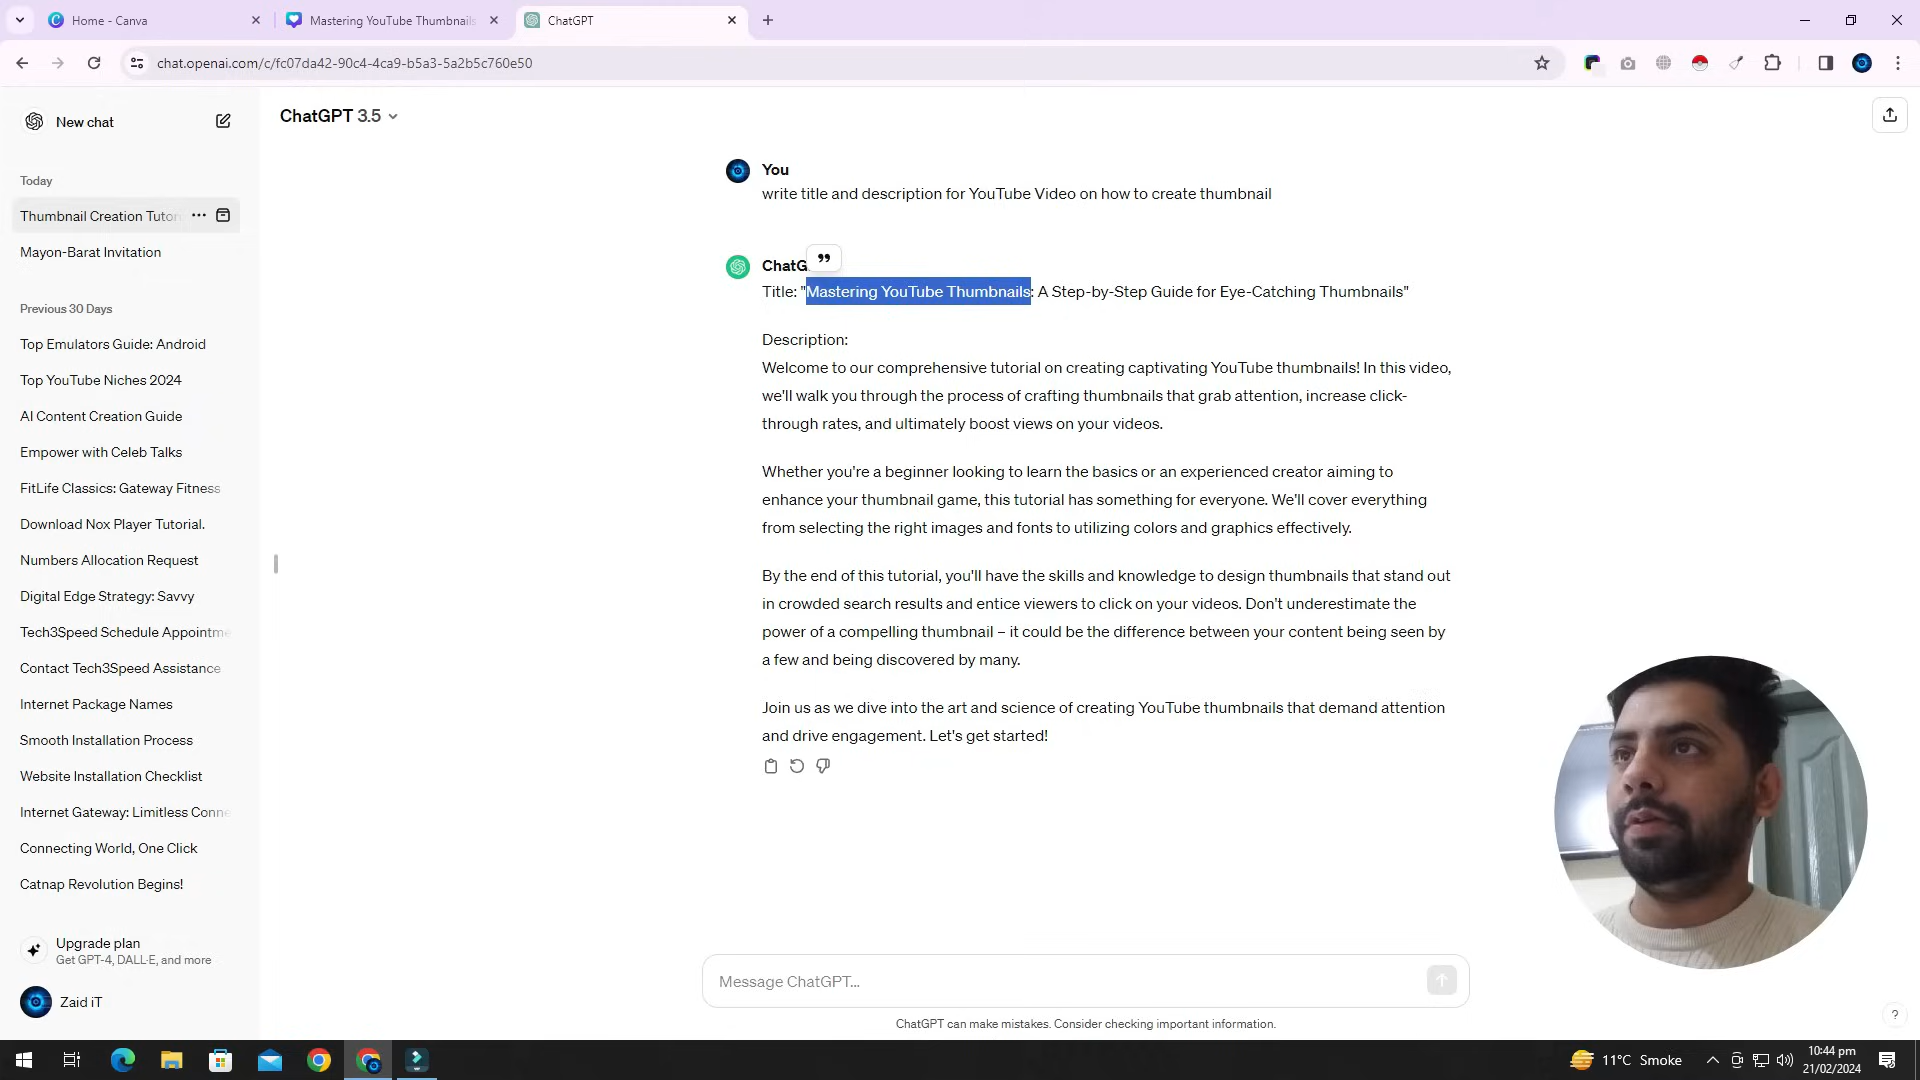 Home - Canva
Mastering YouTube Thumbnails
ChatGPT
chat.openai.com/c/fc07da42-90c4-4ca9-b5a3-5a2b5c760e50
New chat
ChatGPT 3.5
Today
Thumbnail Creation Tutor
Mayon-Barat Invitation
Previous 30 Days
Top Emulators Guide: Android
Top YouTube Niches 2024
AI Content Creation Guide
Empower with Celeb Talks
FitLife Classics: Gateway Fitness
Download Nox Player Tutorial.
Numbers Allocation Request
Digital Edge Strategy: Savvy
Tech3Speed Schedule Appointme
Contact Tech3Speed Assistance
Internet Package Names
Smooth Installation Process
Website Installation Checklist
Internet Gateway: Limitless Conne
Connecting World, One Click
Catnap Revolution Begins!
Upgrade plan
Get GPT-4, DALL·E, and more
Zaid iT
You
write title and description for YouTube Video on how to create thumbnail
ChatG
Title: "Mastering YouTube Thumbnails: A Step-by-Step Guide for Eye-Catching Thumbnails"
Description:
Welcome to our comprehensive tutorial on creating captivating YouTube thumbnails! In this video,
we'll walk you through the process of crafting thumbnails that grab attention, increase click-
through rates, and ultimately boost views on your videos.
Whether you're a beginner looking to learn the basics or an experienced creator aiming to
enhance your thumbnail game, this tutorial has something for everyone. We'll cover everything
from selecting the right images and fonts to utilizing colors and graphics effectively.
By the end of this tutorial, you'll have the skills and knowledge to design thumbnails that stand out
in crowded search results and entice viewers to click on your videos. Don't underestimate the
power of a compelling thumbnail – it could be the difference between your content being seen by
a few and being discovered by many.
Join us as we dive into the art and science of creating YouTube thumbnails that demand attention
and drive engagement. Let's get started!
Message ChatGPT...
ChatGPT can make mistakes. Consider checking important information.
?
11°C Smoke
10:44 pm
21/02/2024